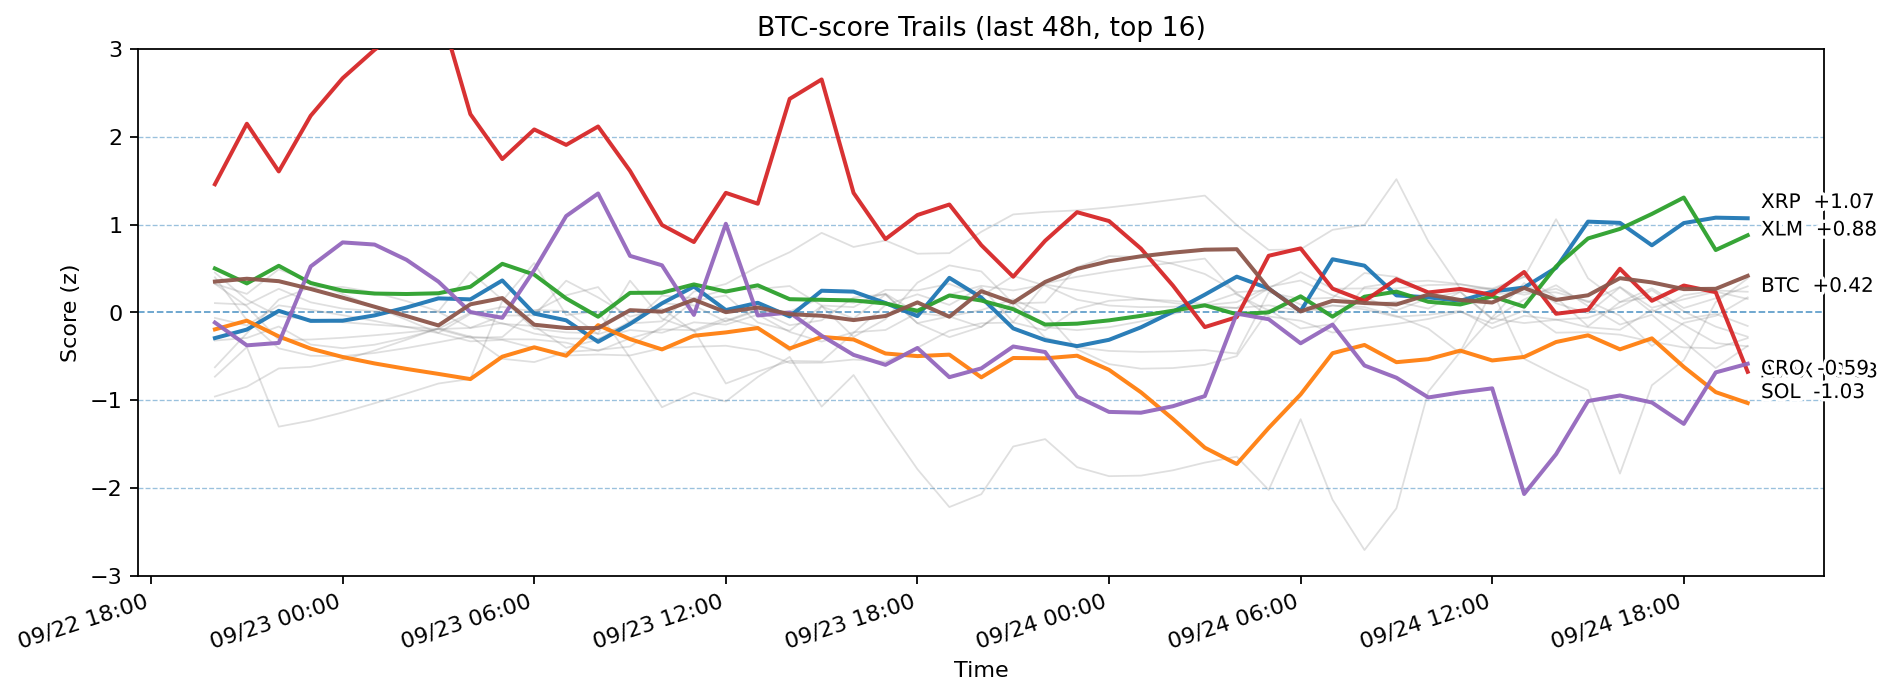 BTC-score Trails (last 48h, top 16)
Score (z)
3
2
1
0
−1
−2
−3
XRP +1.07
XLM +0.88
BTC +0.42
CRO -0.59
SOL -1.03
09/22 18:00
09/23 00:00
09/23 06:00
09/23 12:00
09/23 18:00
09/24 00:00
09/24 06:00
09/24 12:00
09/24 18:00
Time